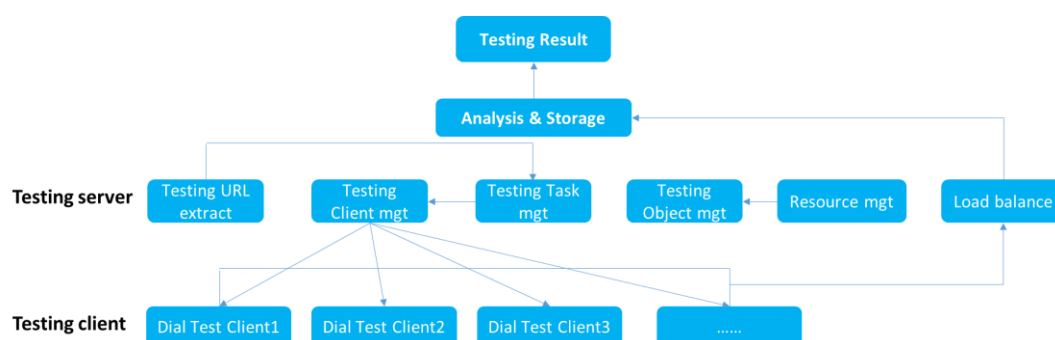 Testing Result
Analysis & Storage
Testing server
Testing URL
extract
Testing
Client mgt
Testing Task
mgt
Testing
Object mgt
Resource mgt
Load balance
Testing client
Dial Test Client1
Dial Test Client2
Dial Test Client3
......